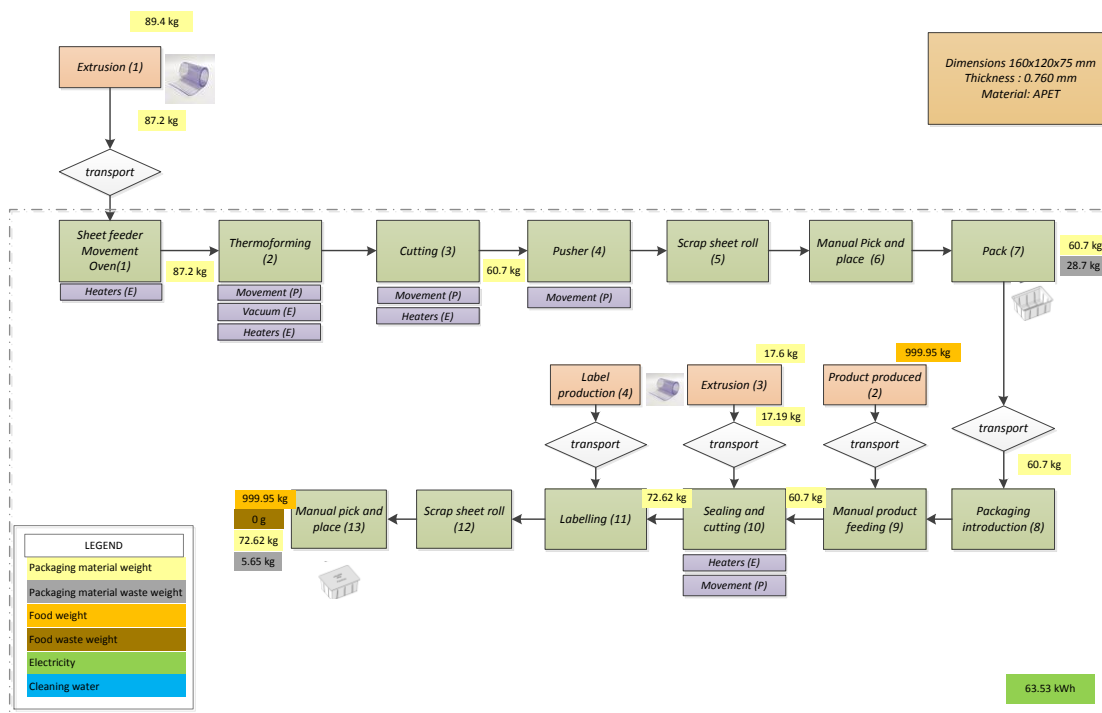 89.4 kg
Extrusion (1)
87.2 kg
transport
Dimensions 160x120x75 mm
Thickness : 0.760 mm
Material: APET
Sheet feeder
Movement
Oven(1)
Heaters (E)
87.2 kg
Thermoforming
(2)
Movement (P)
Vacuum (E)
Heaters (E)
Cutting (3)
Movement (P)
Heaters (E)
60.7 kg
Pusher (4)
Movement (P)
Scrap sheet roll
(5)
Manual Pick and
place (6)
Pack (7)
60.7 kg
28.7 kg
Label
production (4)
17.6 kg
Extrusion (3)
17.19 kg
999.95 kg
Product produced
(2)
transport
transport
transport
transport
60.7 kg
999.95 kg
0 g
72.62 kg
5.65 kg
Manual pick and
place (13)
Scrap sheet roll
(12)
Labelling (11)
72.62 kg
Sealing and
cutting (10)
Heaters (E)
Movement (P)
60.7 kg
Manual product
feeding (9)
Packaging
introduction (8)
LEGEND
Packaging material weight
Packaging material waste weight
Food weight
Food waste weight
Electricity
Cleaning water
63.53 kWh